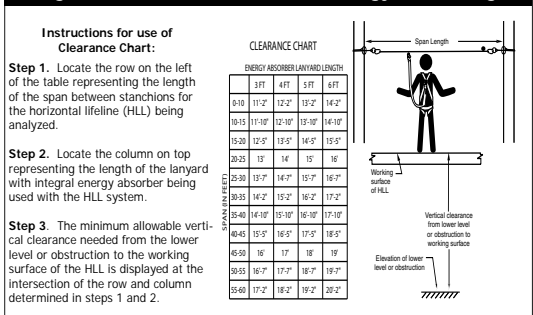 Instructions for use of
Clearance Chart:
Step 1. Locate the row on the left
of the table representing the length
of the span between stanchions for
the horizontal lifeline (HLL) being
analyzed.
Step 2. Locate the column on top
representing the length of the lanyard
with integral energy absorber being
used with the HLL system.
Step 3. The minimum allowable verti-
cal clearance needed from the lower
level or obstruction to the working
surface of the HLL is displayed at the
intersection of the row and column
determined in steps 1 and 2.
CLEARANCE CHART
ENERGY ABSORBER LANYARD LENGTH
3 FT 4 FT 5 FT 6 FT
SPAN (IN FEET)
0-10 11'-2" 12'-2" 13'-2" 14'-2"
10-15 11'-10" 12'-10" 13'-10" 14'-10"
15-20 12'-5" 13'-5" 14'-5" 15'-5"
20-25 13' 14' 15' 16'
25-30 13'-7" 14'-7" 15'-7" 16'-7"
30-35 14'-2" 15'-2" 16'-2" 17'-2"
35-40 14'-10" 15'-10" 16'-10" 17'-10"
40-45 15'-5" 16'-5" 17'-5" 18'-5"
45-50 16' 17' 18' 19'
50-55 16'-7" 17'-7" 18'-7" 19'-7"
55-60 17'-2" 18'-2" 19'-2" 20'-2"
Span Length
Working
surface
of HLL
Vertical clearance
from lower level
or obstruction to
working surface
Elevation of lower
level or obstruction